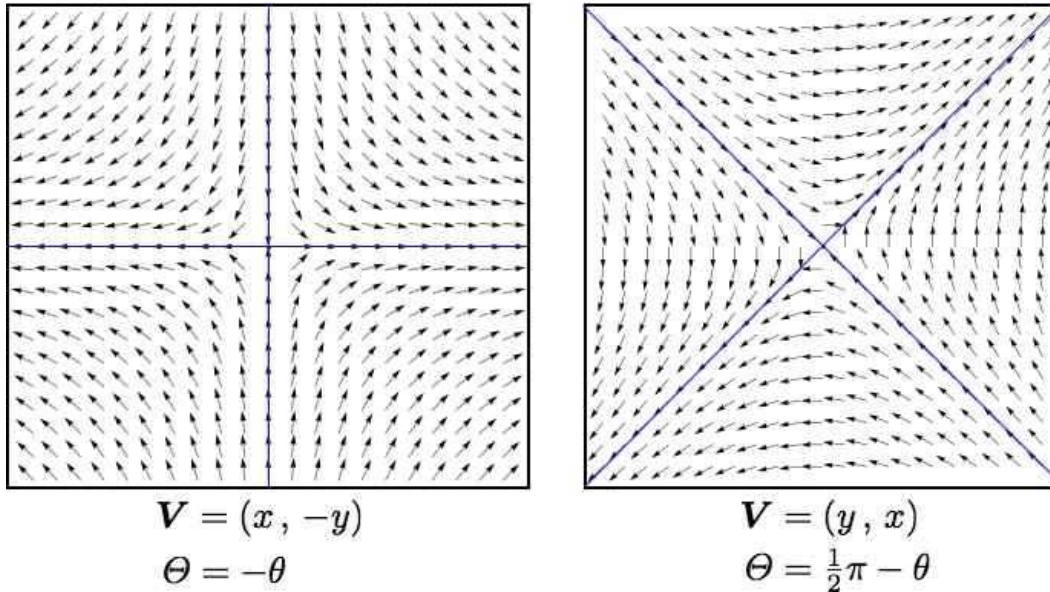 V = (x , −y)
Θ = −θ
V = (y , x)
Θ = ½π − θ